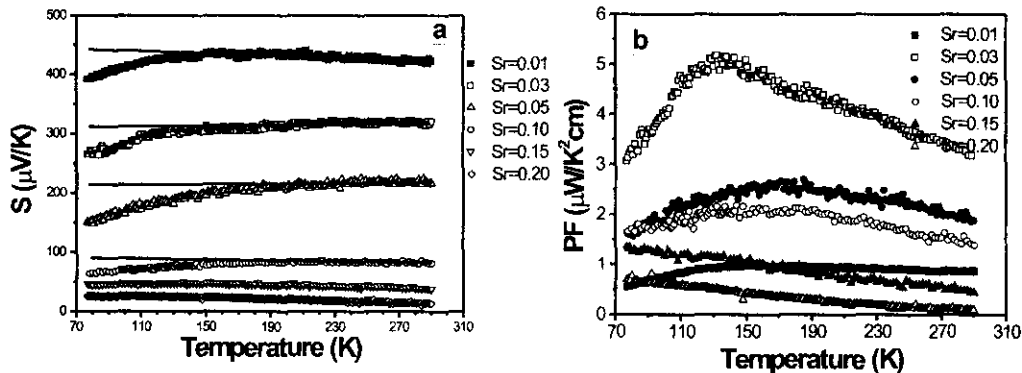 a
500
400
300
200
100
0
S (μV/K)
70
110
150
190
230
270
310
Temperature (K)
Sr=0.01
Sr=0.03
Sr=0.05
Sr=0.10
Sr=0.15
Sr=0.20
b
6
5
4
3
2
1
0
PF (μW/K²cm)
70
110
150
190
230
270
310
Temperature (K)
Sr=0.01
Sr=0.03
Sr=0.05
Sr=0.10
Sr=0.15
Sr=0.20